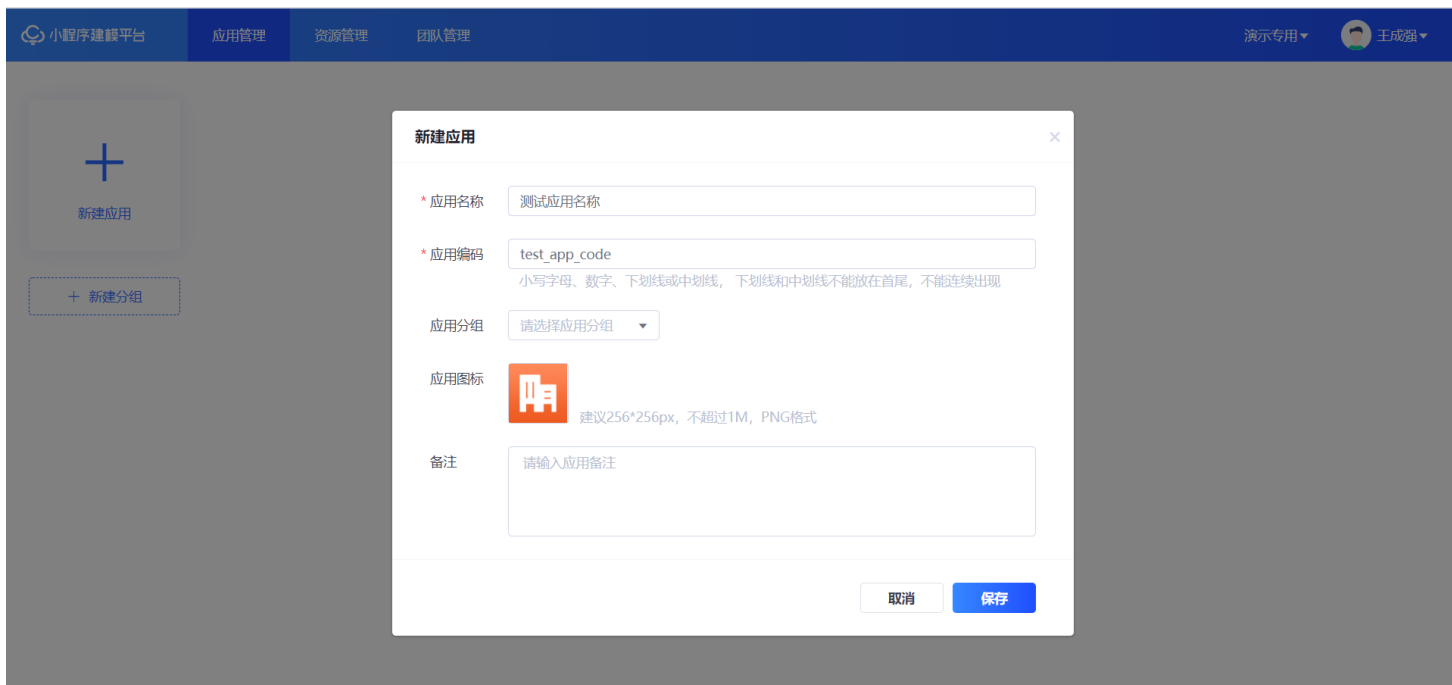 小程序建模平台 应用管理 资源管理 团队管理 演示专用 王成强
新建应用
+ 新建分组
新建应用
* 应用名称 测试应用名称
* 应用编码 test_app_code
小写字母、数字、下划线或中划线， 下划线和中划线不能放在首尾，不能连续出现
应用分组 请选择应用分组
应用图标
建议256*256px，不超过1M，PNG格式
备注 请输入应用备注
取消 保存